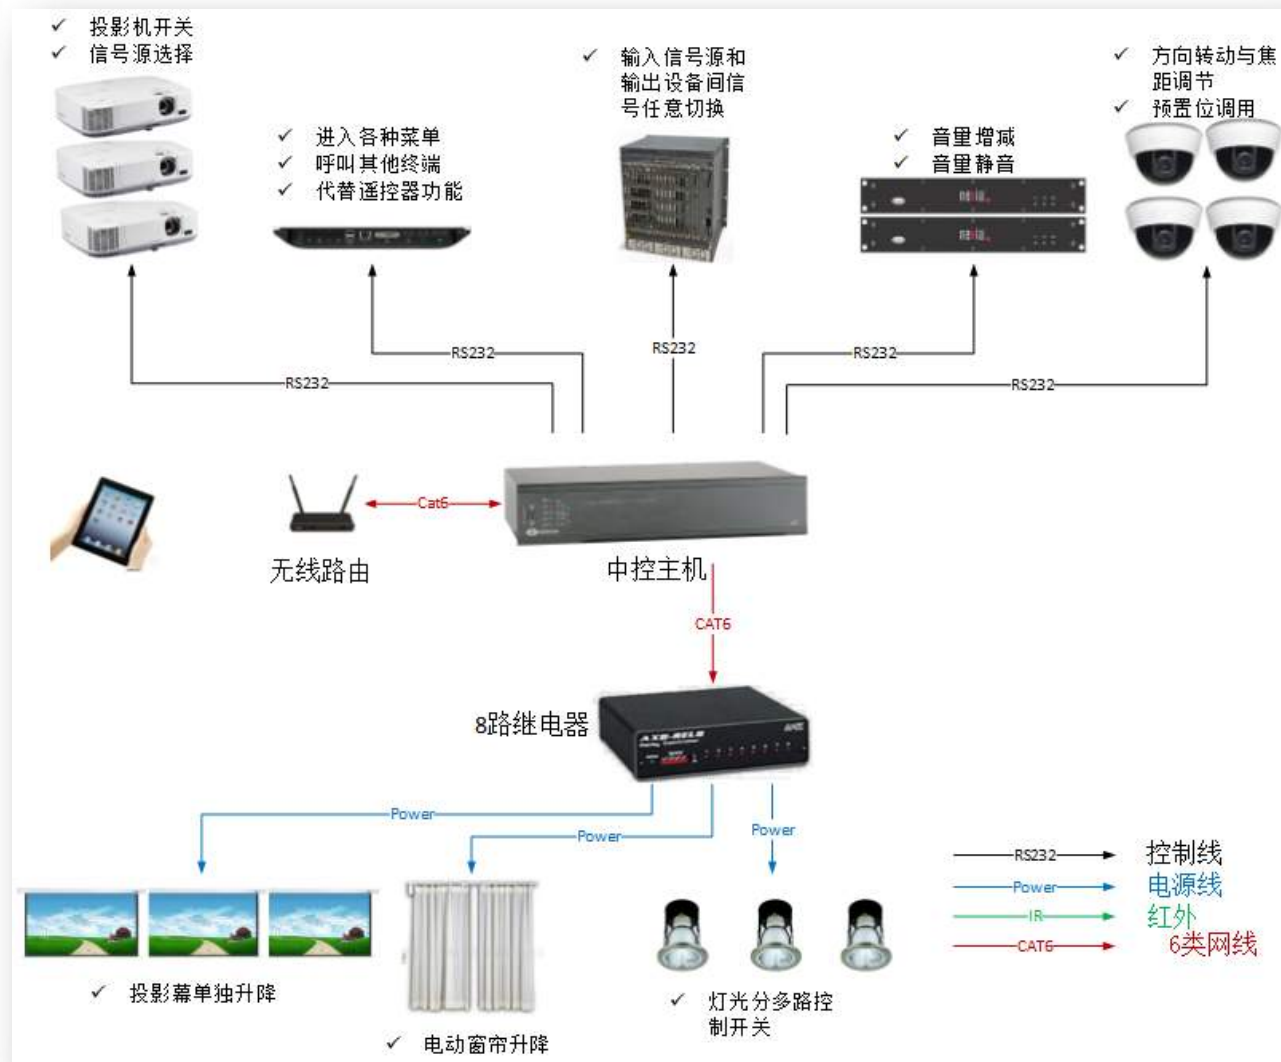 ✓ 投影机开关
✓ 信号源选择
✓ 进入各种菜单
✓ 呼叫其他终端
✓ 代替遥控器功能
✓ 输入信号源和
输出设备间信
号任意切换
✓ 音量增减
✓ 音量静音
✓ 方向转动与焦
距调节
✓ 预置位调用
RS232
RS232
RS232
RS232
RS232
Cat6
无线路由
中控主机
CAT6
8路继电器
AXB-REL8
AMX
Power
Power
Power
✓ 投影幕单独升降
✓ 电动窗帘升降
✓ 灯光分多路控
制开关
RS232 控制线
Power 电源线
IR 红外
CAT6 6类网线